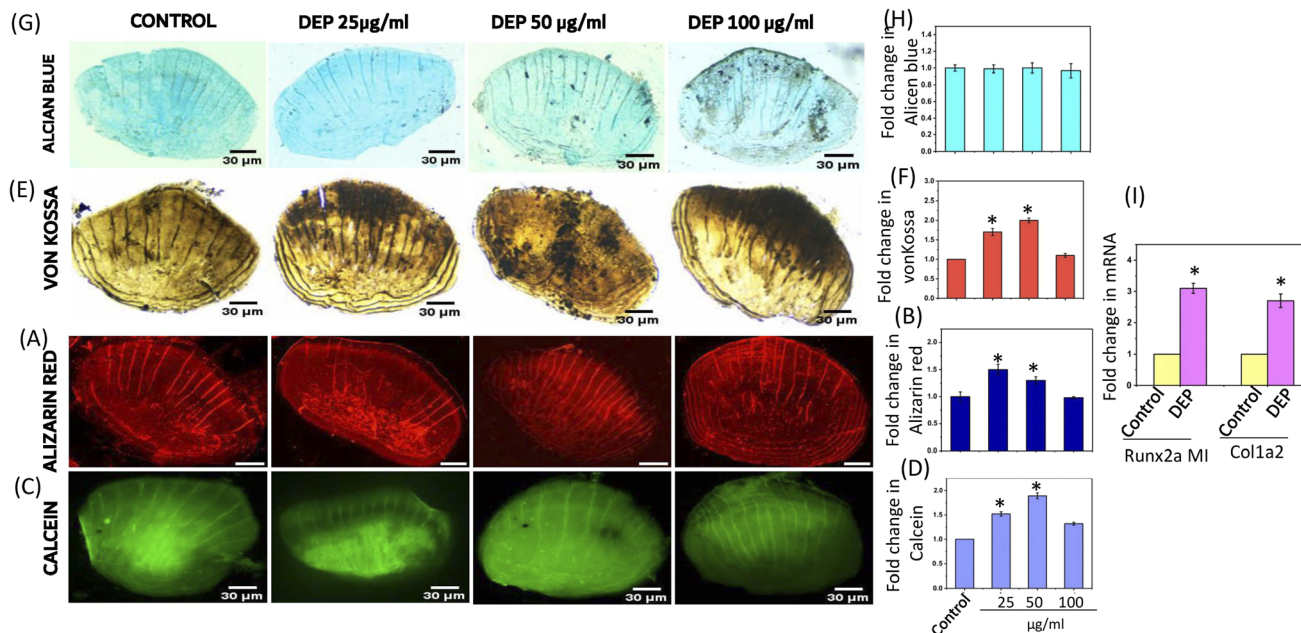 (G) CONTROL DEP 25µg/ml DEP 50 µg/ml DEP 100 µg/ml
ALCIAN BLUE
30 µm 30 µm 30 µm 30 µm
(E)
VON KOSSA
30 µm 30 µm 30 µm 30 µm
(A)
ALIZARIN RED
(C)
CALCEIN
30 µm 30 µm 30 µm 30 µm
(H)
Fold change in
Alicen blue
1.4
1.2
1.0
0.8
0.6
0.4
0.2
0.0
(F)
Fold change in
vonKossa
3.0
2.5
2.0
1.5
1.0
0.5
0.0
* *
(B)
Fold change in
Alizarin red
2.0
1.5
1.0
0.5
0.0
* *
(D)
Fold change in
Calcein
2.0
1.5
1.0
0.5
0.0
* *
Control 25 50 100
µg/ml
(I)
Fold change in mRNA
4
3
2
1
0
* *
Control DEP Control DEP
Runx2a MI Col1a2